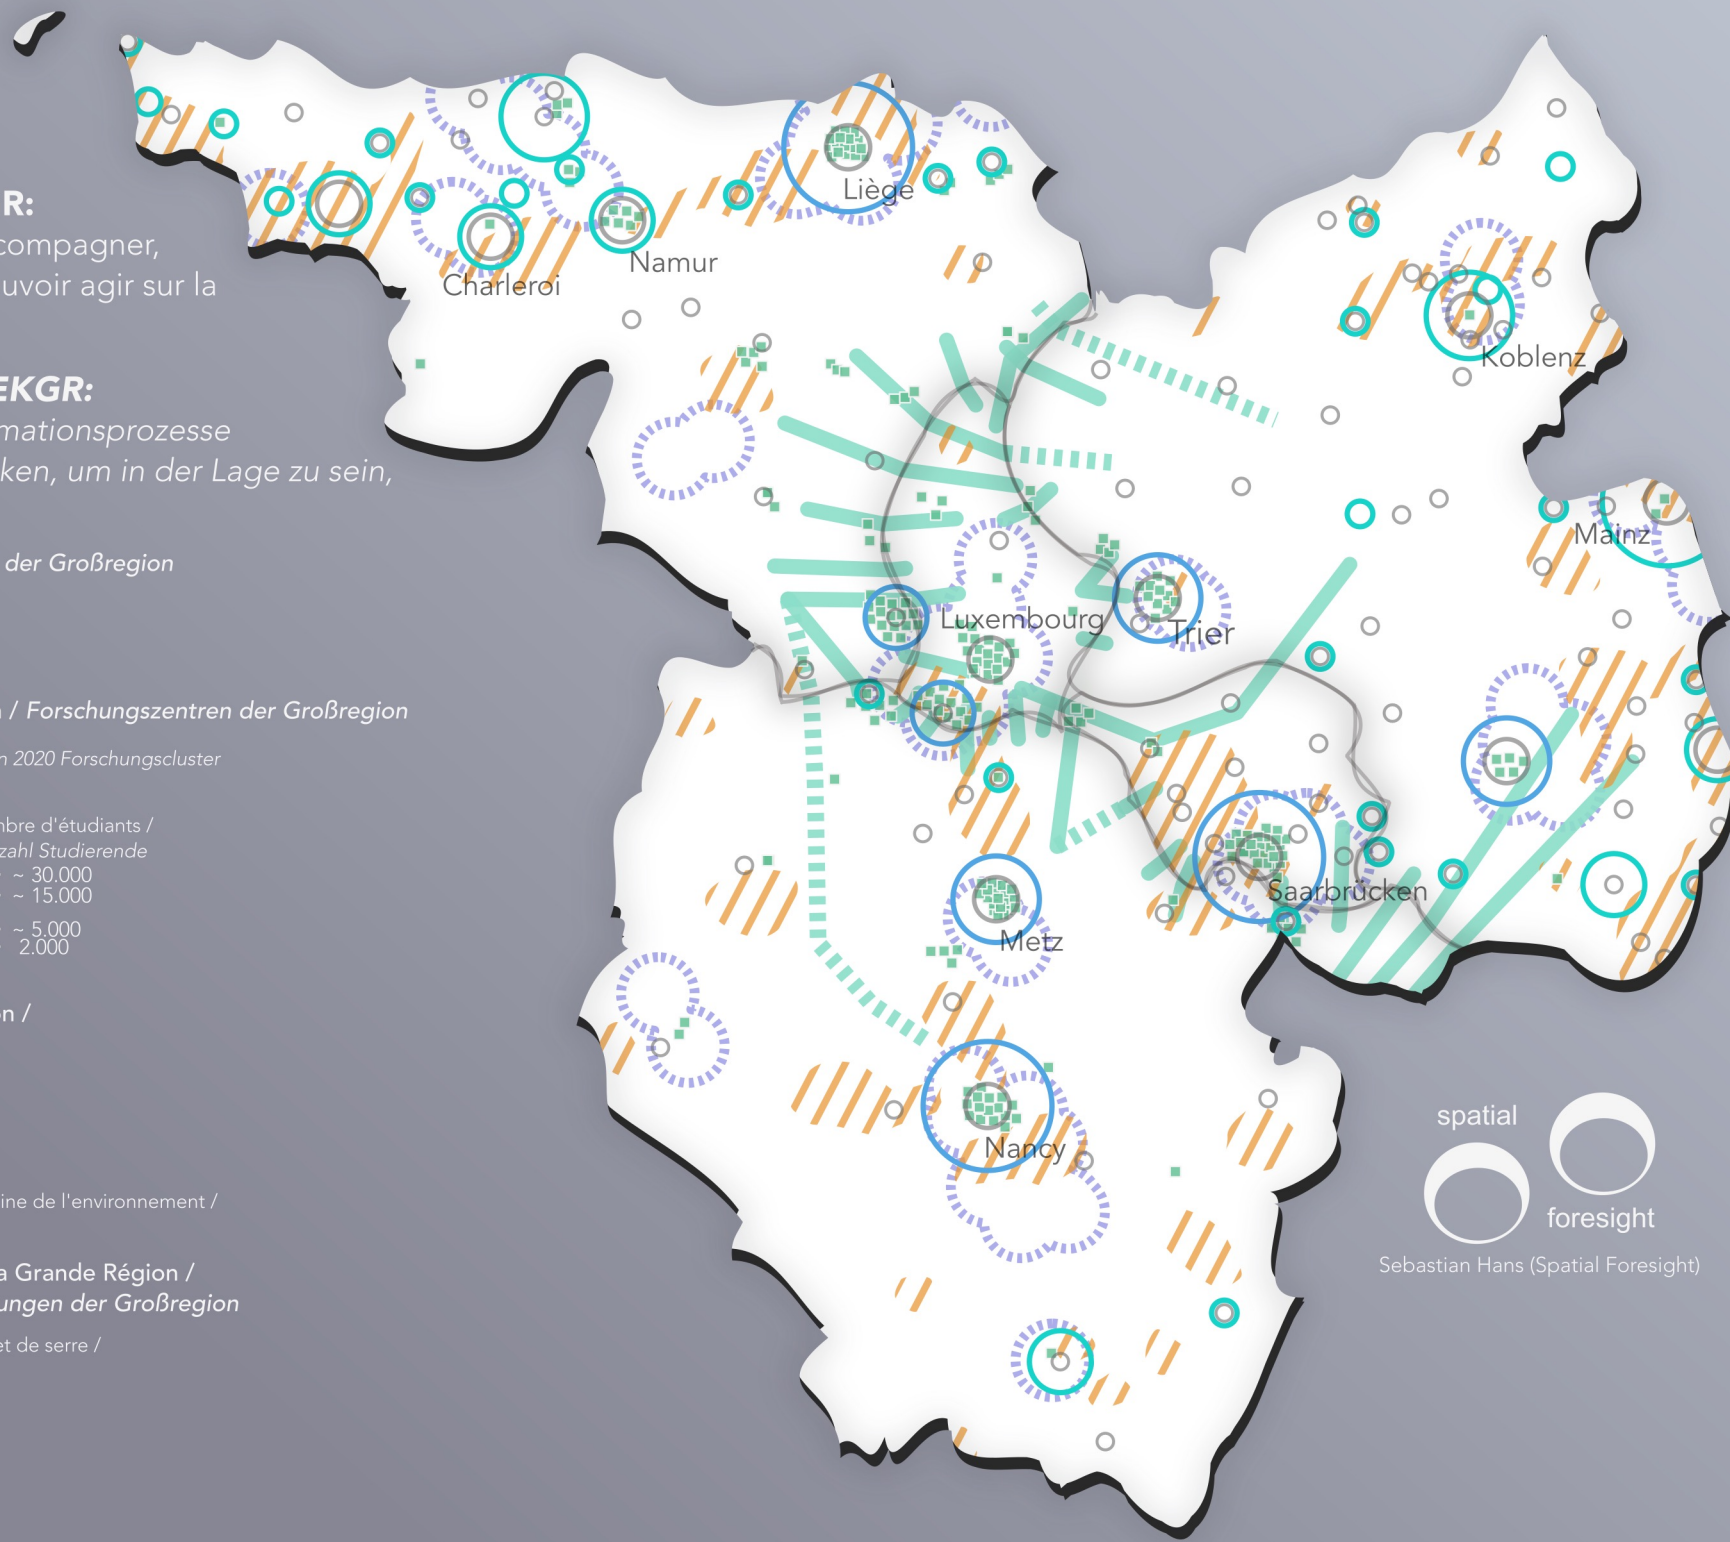 R:
compagner,
uvoir agir sur la
EKGR:
mationsprozesse
ken, um in der Lage zu sein,
der Großregion
/ Forschungszentren der Großregion
n 2020 Forschungscluster
mbre d'étudiants /
zahl Studierende
~ 30.000
~ 15.000
~ 5.000
2.000
on /
ine de l'environnement /
a Grande Région /
ungen der Großregion
et de serre /
Liège
Namur
Charleroi
Koblenz
Mainz
Luxembourg
Trier
Saarbrücken
Metz
Nancy
spatial
foresight
Sebastian Hans (Spatial Foresight)